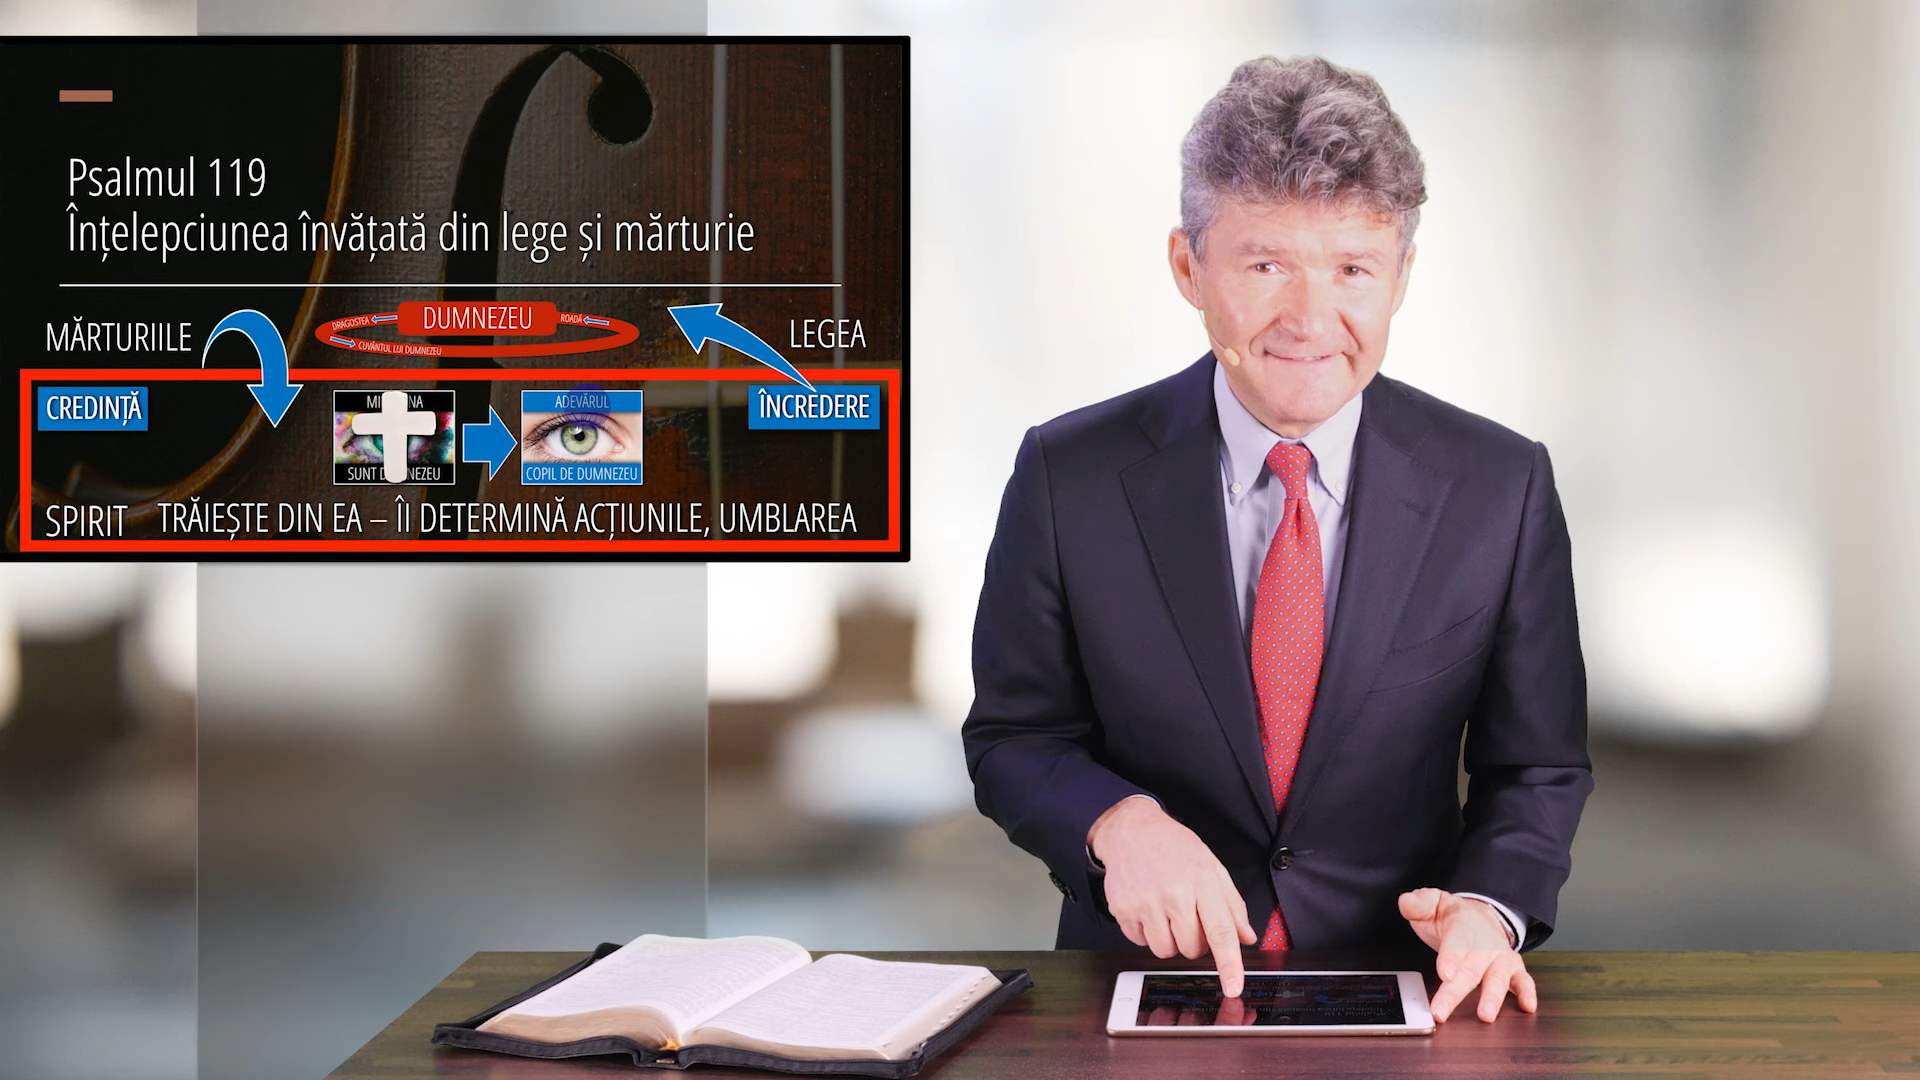 Psalmul 119
Înțelepciunea învățată din lege și mărturie
MĂRTURIILE
DUMNEZEU
DRAGOSTEA
ROADĂ
CUVÂNTUL LUI DUMNEZEU
LEGEA
CREDINȚĂ
ADEVĂRUL
ÎNCREDERE
SUNT
COPIL DE DUMNEZEU
SPIRIT TRĂIEȘTE DIN EA – ÎI DETERMINĂ ACȚIUNILE, UMBLAREA